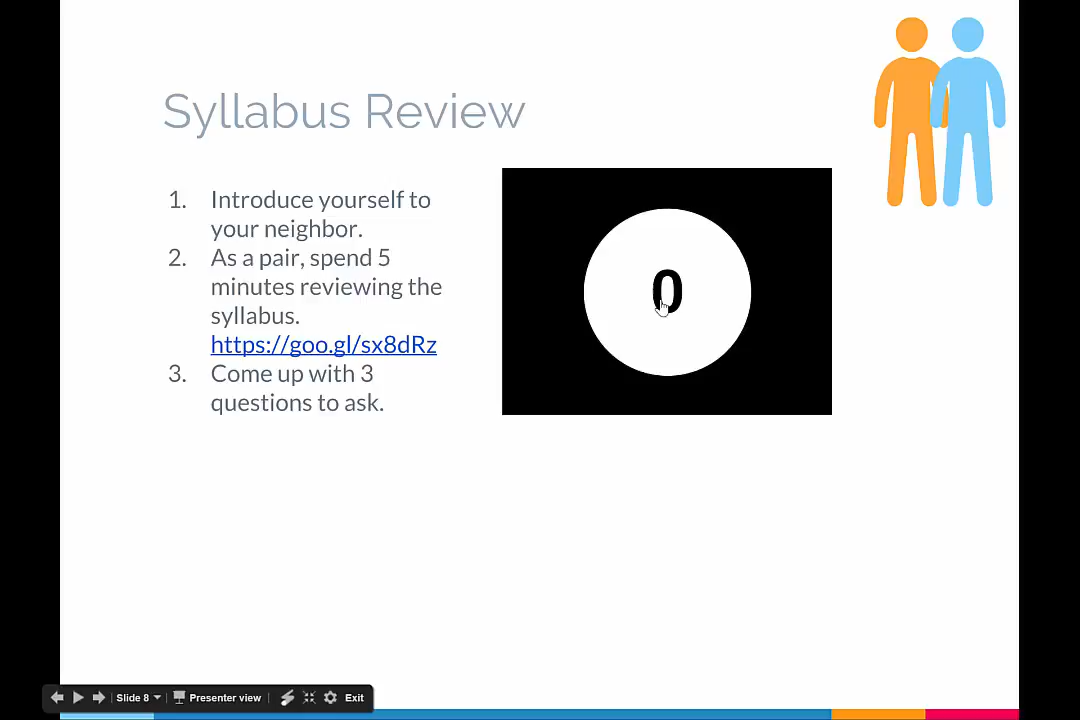 Syllabus Review
1. Introduce yourself to
your neighbor.
2. As a pair, spend 5
minutes reviewing the
syllabus.
https://goo.gl/sx8dRz
3. Come up with 3
questions to ask.
0
Slide 8
Presenter view
Exit